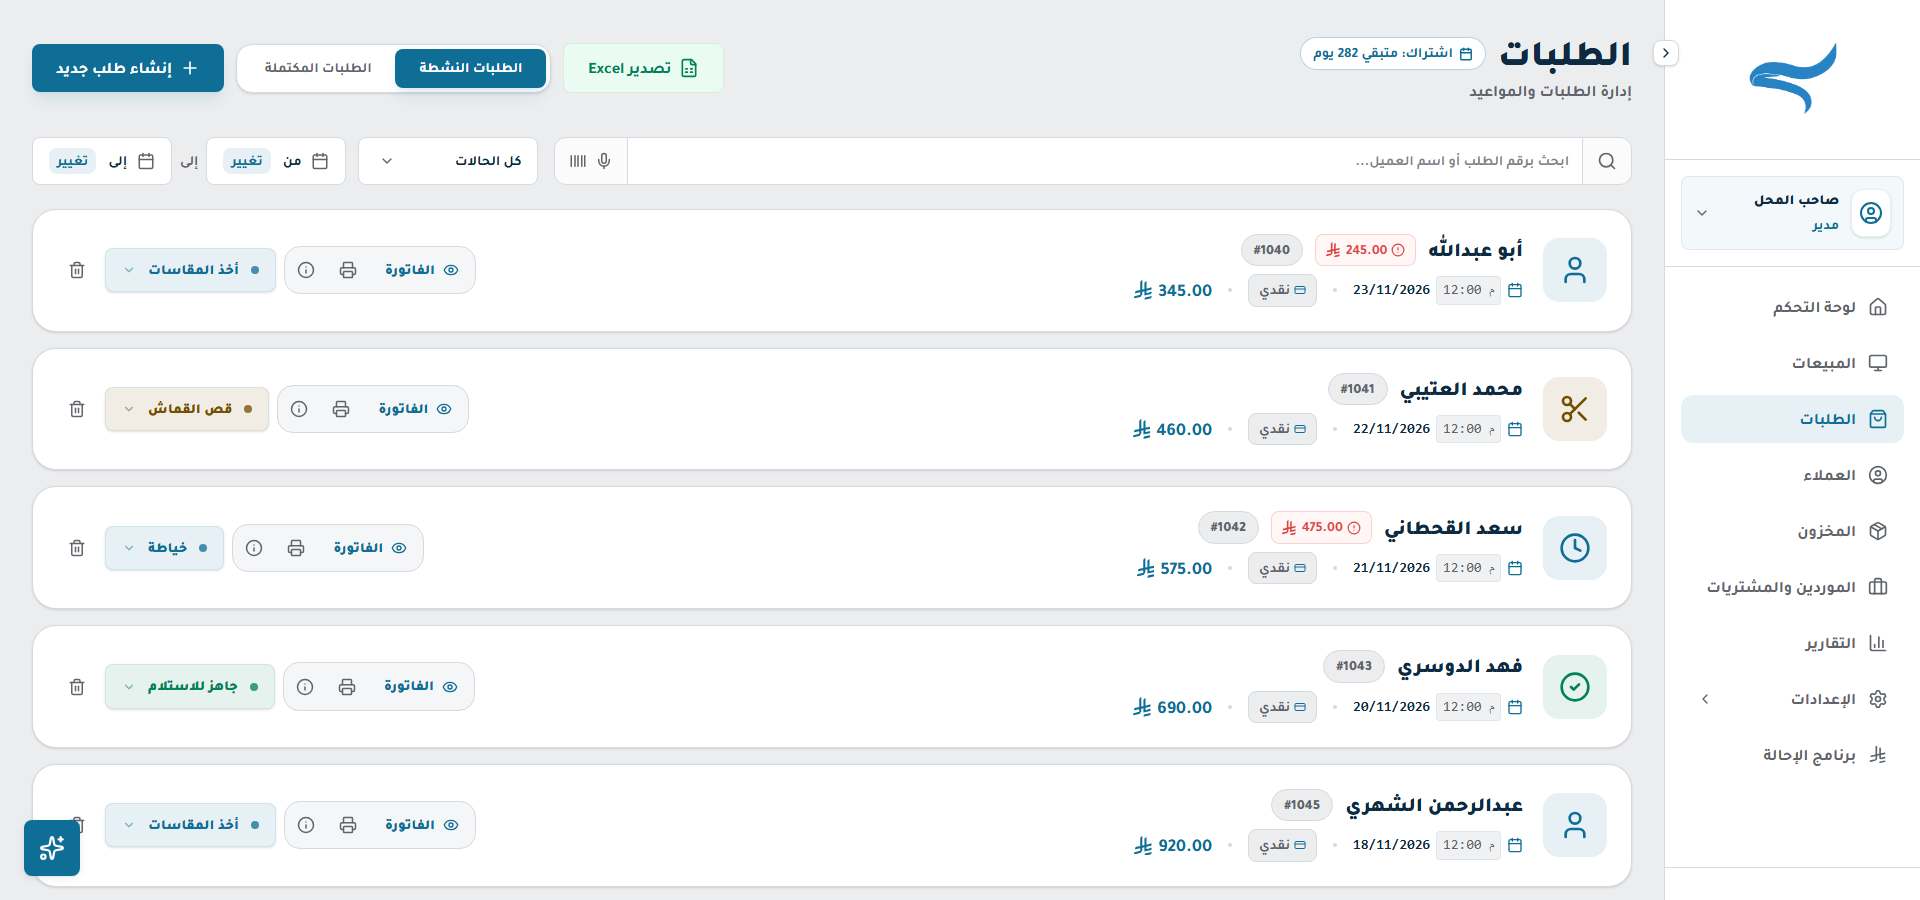 صاحب المحل
مدير
لوحة التحكم
المبيعات
الطلبات
العملاء
المخزون
الموردين والمشتريات
التقارير
الإعدادات
برنامج الإحالة
الطلبات
اشتراك: متبقي 282 يوم
إدارة الطلبات والمواعيد
تصدير Excel
الطلبات النشطة
الطلبات المكتملة
إنشاء طلب جديد
ابحث برقم الطلب أو اسم العميل...
كل الحالات
من تغيير
إلى
إلى تغيير
أبو عبدالله 245.00 #1040
23/11/2026 12:00 م نقدي 345.00
الفاتورة
أخذ المقاسات
محمد العتيبي #1041
22/11/2026 12:00 م نقدي 460.00
الفاتورة
قص القماش
سعد القحطاني 475.00 #1042
21/11/2026 12:00 م نقدي 575.00
الفاتورة
خياطة
فهد الدوسري #1043
20/11/2026 12:00 م نقدي 690.00
الفاتورة
جاهز للاستلام
عبدالرحمن الشهري #1045
18/11/2026 12:00 م نقدي 920.00
الفاتورة
أخذ المقاسات